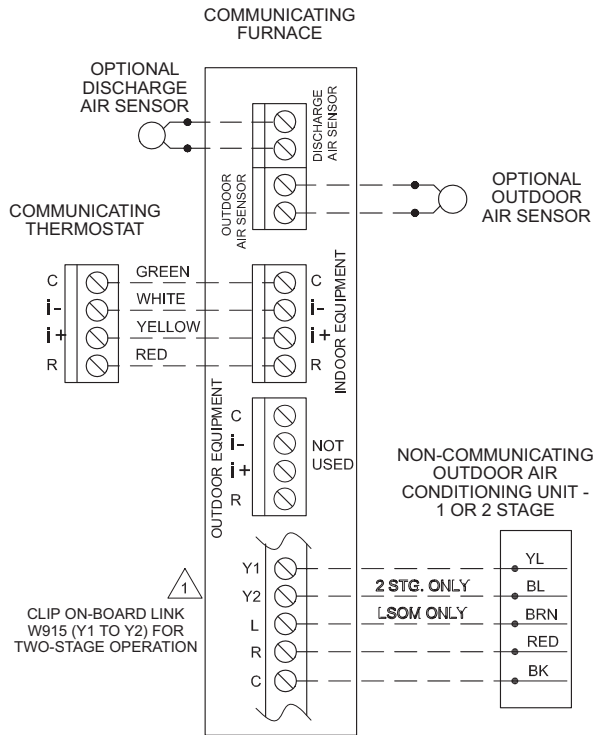 COMMUNICATING
FURNACE
OPTIONAL
DISCHARGE
AIR SENSOR
DISCHARGE
AIR SENSOR
OUTDOOR
AIR SENSOR
OPTIONAL
OUTDOOR
AIR SENSOR
COMMUNICATING
THERMOSTAT
C
GREEN
C
i-
WHITE
i-
i+
YELLOW
i+
R
RED
R
INDOOR EQUIPMENT
OUTDOOR EQUIPMENT
C
i-
i+
R
NOT
USED
NON-COMMUNICATING
OUTDOOR AIR
CONDITIONING UNIT -
1 OR 2 STAGE
Y1
YL
Y2
2 STG. ONLY
BL
L
LSOM ONLY
BRN
R
RED
C
BK
1
CLIP ON-BOARD LINK
W915 (Y1 TO Y2) FOR
TWO-STAGE OPERATION